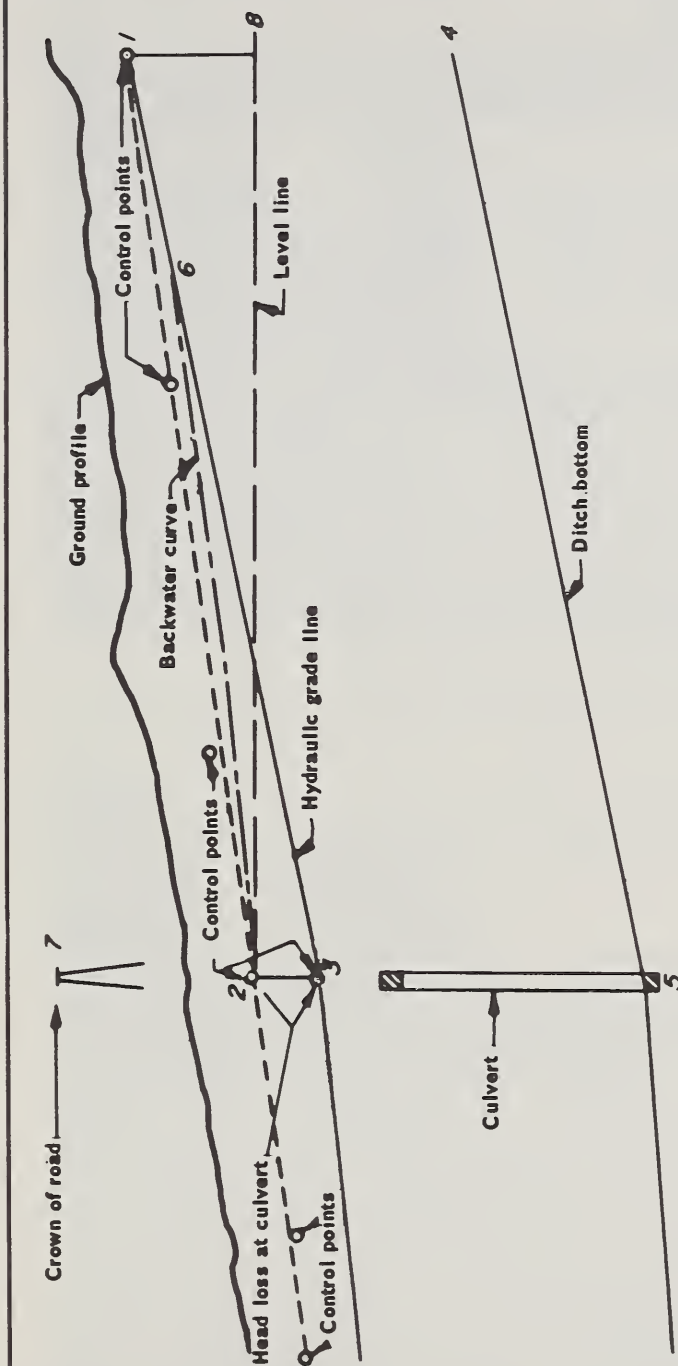 Crown of road
7
Ground profile
Control points
1
8
Backwater curve
6
Control points
Level line
2
3
Head loss at culvert
Hydraulic grade line
Control points
4
Culvert
Ditch bottom
5